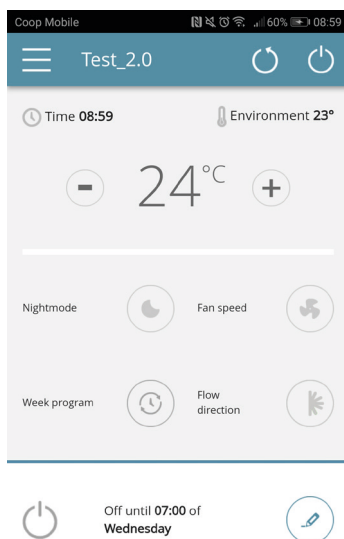 Coop Mobile 60% 08:59
Test_2.0
Time 08:59 Environment 23°
24°C
Nightmode Fan speed
Week program Flow
direction
Off until 07:00 of
Wednesday